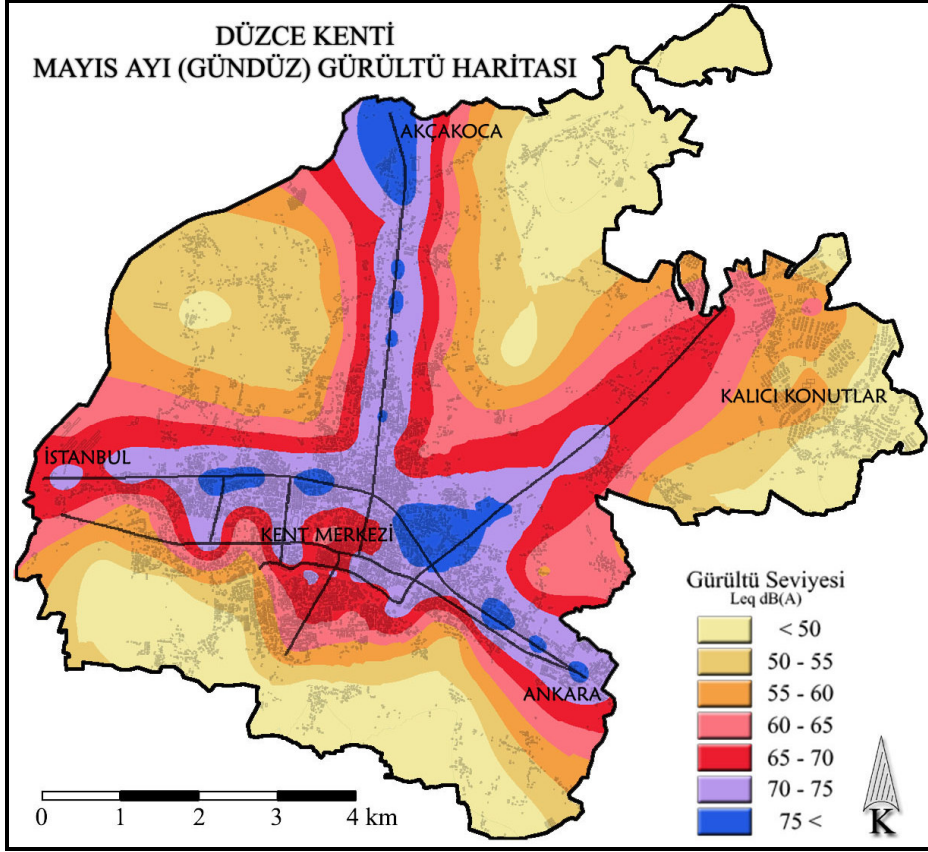 DÜZCE KENTİ
MAYIS AYI (GÜNDÜZ) GÜRÜLTÜ HARİTASI
AKÇAKOCA
KALICI KONUTLAR
İSTANBUL
KENT MERKEZİ
ANKARA
Gürültü Seviyesi
Leq dB(A)
< 50
50 - 55
55 - 60
60 - 65
65 - 70
70 - 75
75 <
0 1 2 3 4 km
K